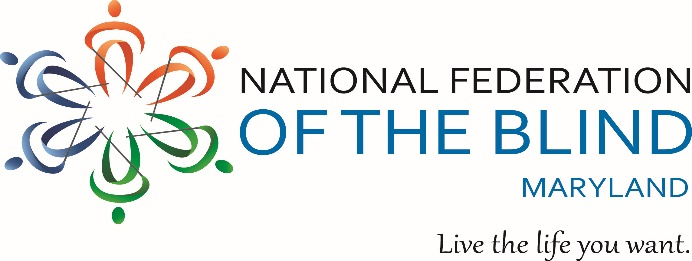 NATIONAL FEDERATION
OF THE BLIND
MARYLAND
Live the life you want.